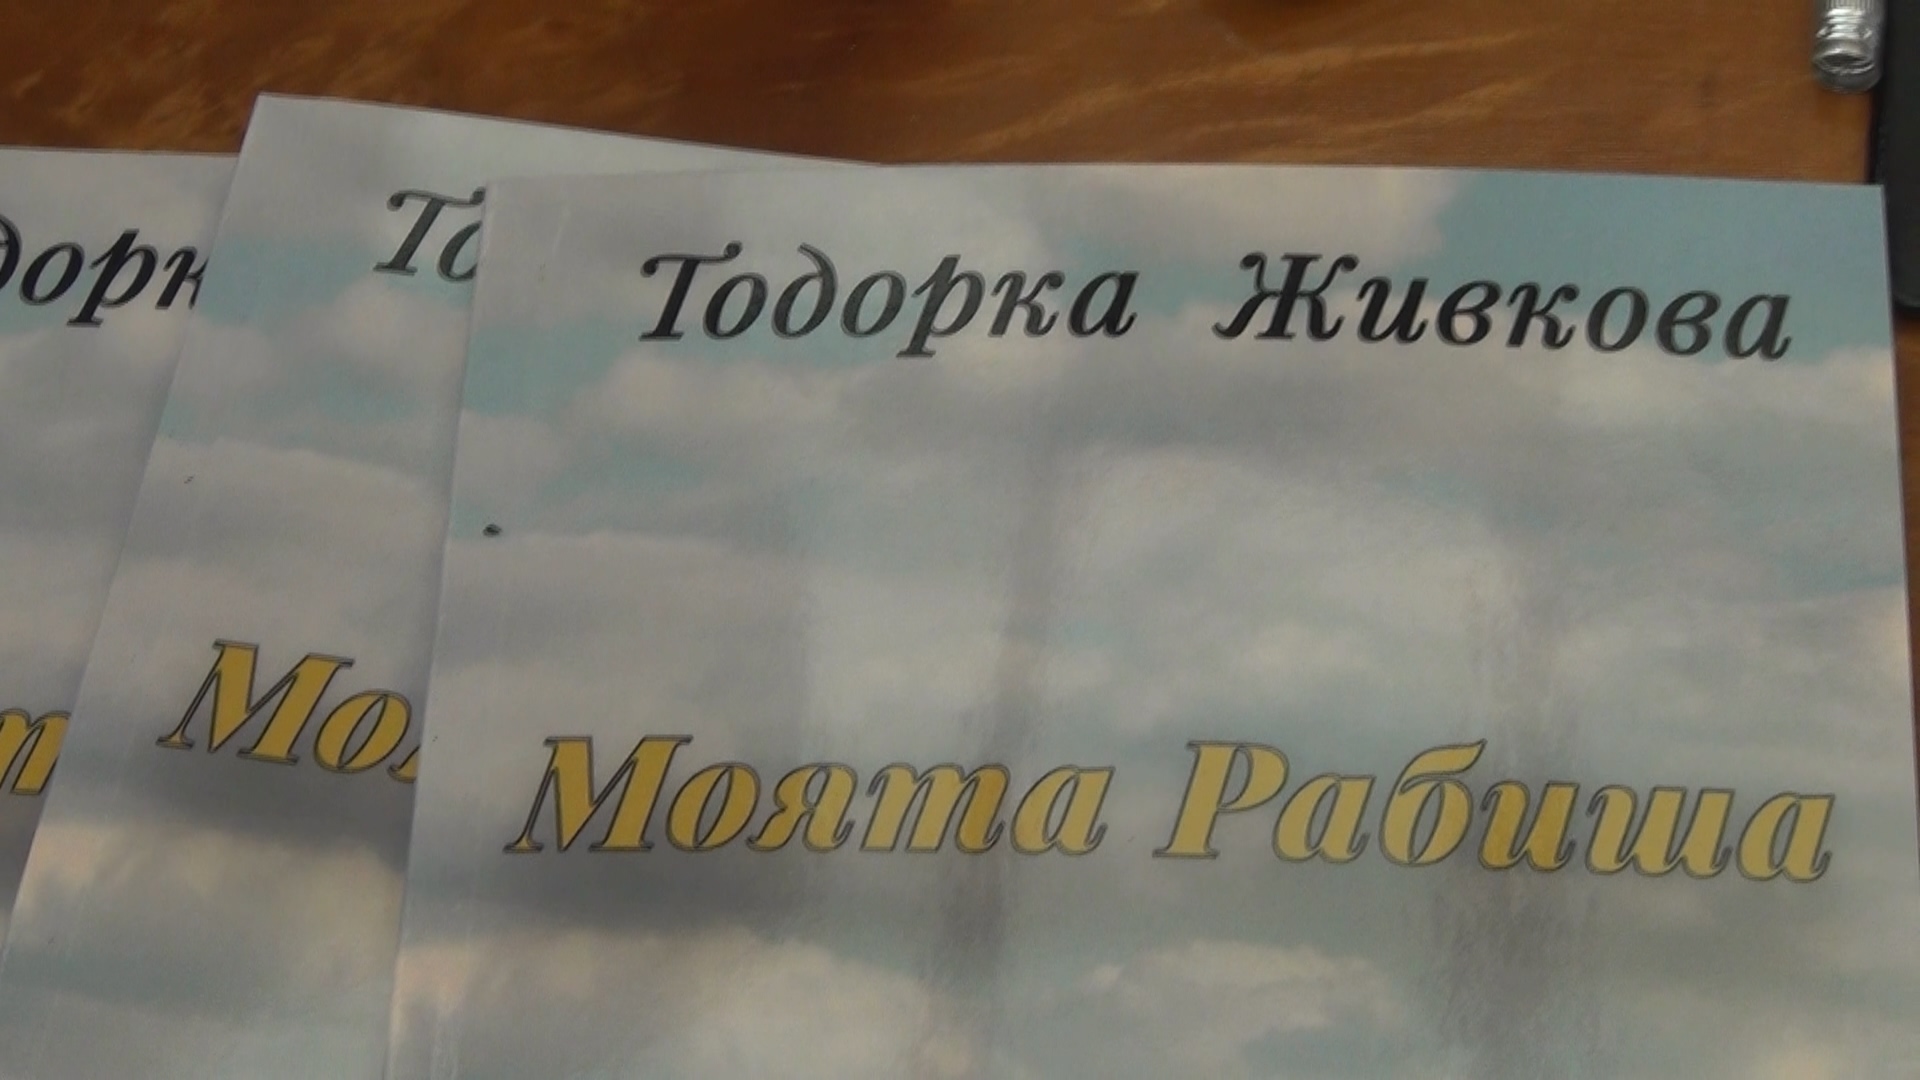 Тодорка Живкова
Моята Рабиша